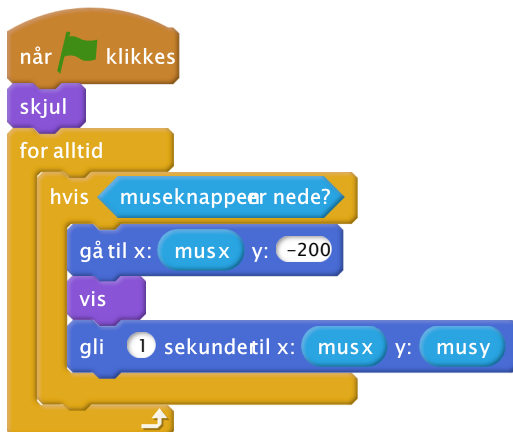 når klikkes
skjul
for alltid
hvis museknappen er nede?
gå til x: mus x y: -200
vis
gli 1 sekunder til x: mus x y: mus y